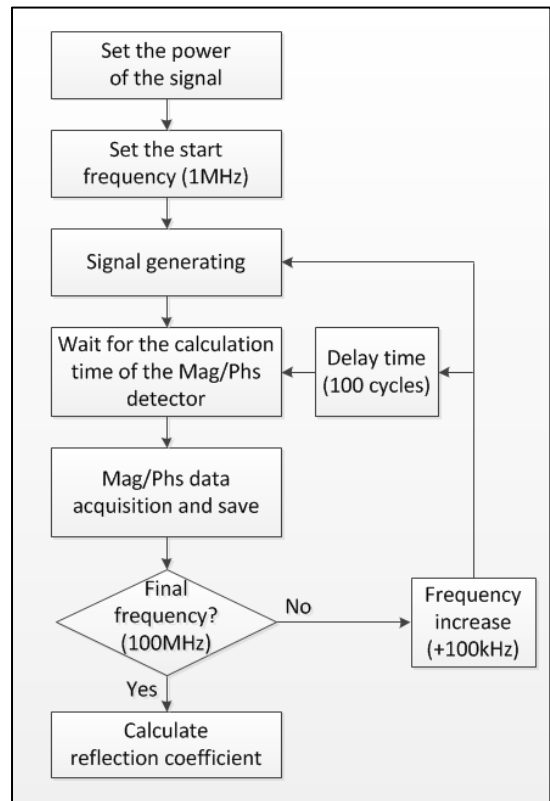 Set the power
of the signal
Set the start
frequency (1MHz)
Signal generating
Wait for the calculation
time of the Mag/Phs
detector
Delay time
(100 cycles)
Mag/Phs data
acquisition and save
Final
frequency?
(100MHz)
No
Frequency
increase
(+100kHz)
Yes
Calculate
reflection coefficient